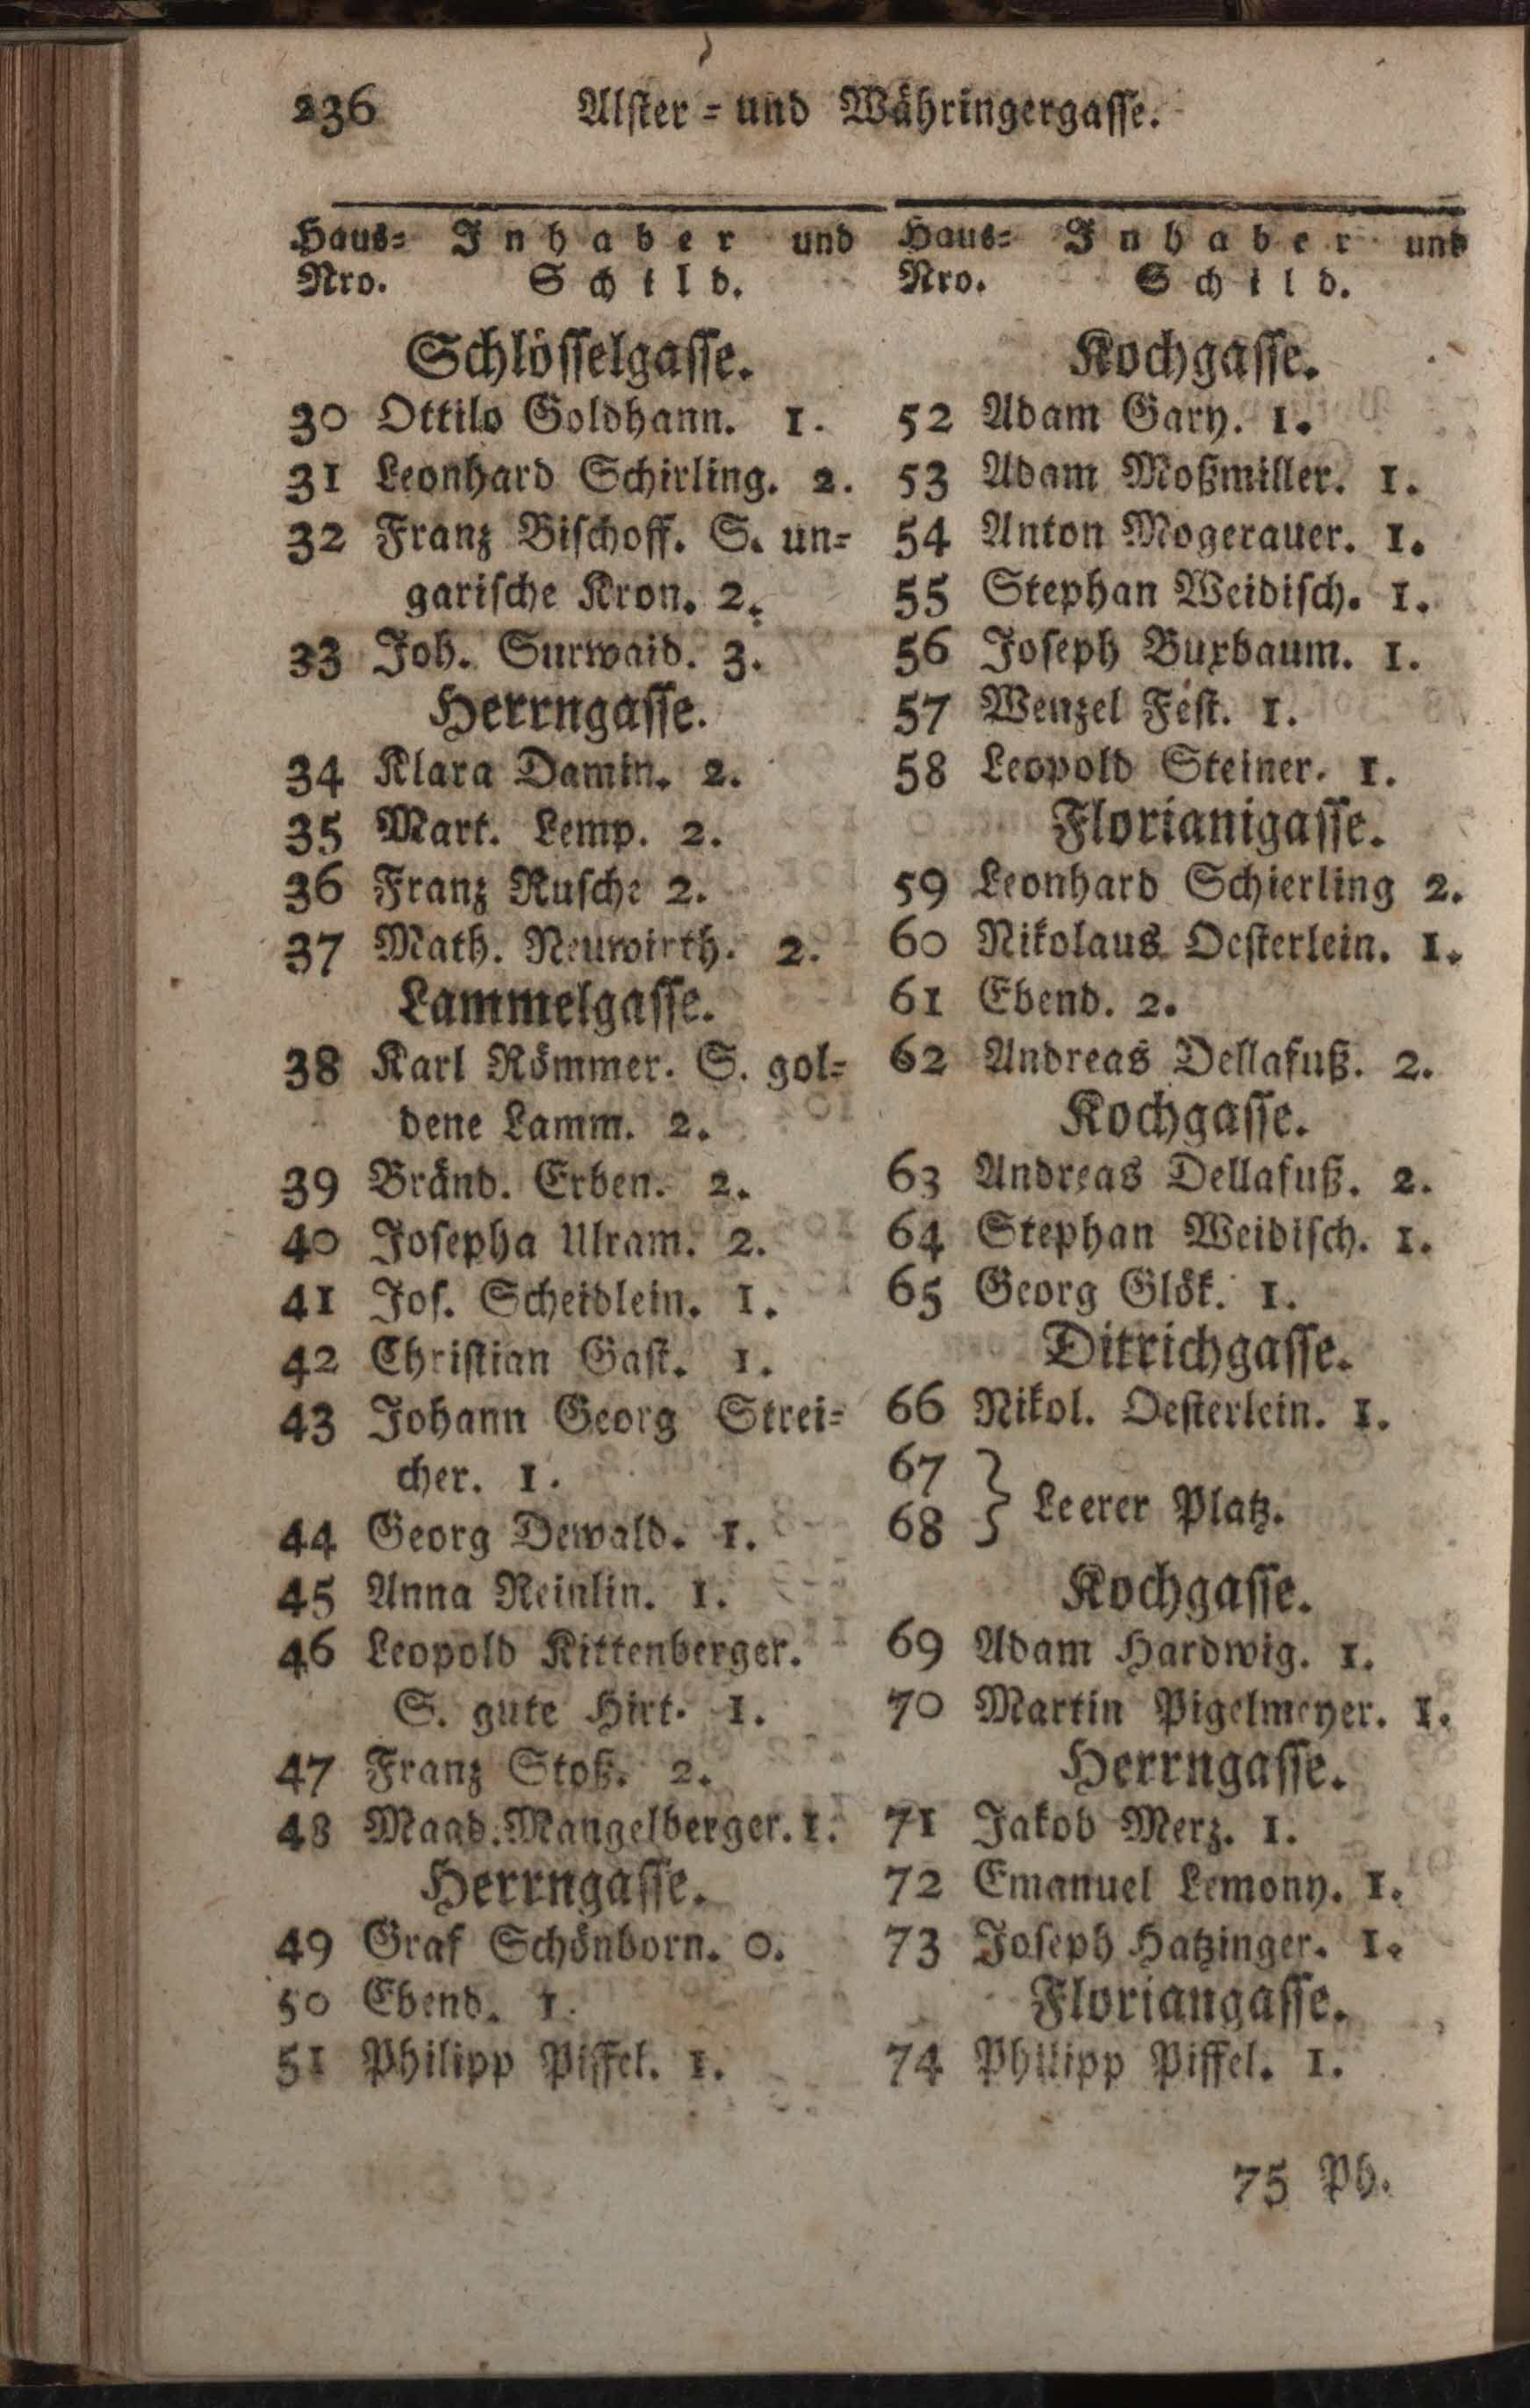 236 Alster- und Währingergasse.
Haus- Inhaber und
Nro. Schild.
Schlösselgasse.
30 Ottilo Goldhann. 1.
31 Leonhard Schirling. 2.
32 Franz Bischoff. S. un-
garische Kron. 2.
33 Joh. Surwaid. 3.
Herrngasse.
34 Klara Damin. 2.
35 Mart. Lemp. 2.
36 Franz Rusche 2.
37 Math. Neuwirth. 2.
Lammelgasse.
38 Karl Römmer. S. gol-
dene Lamm. 2.
39 Bränd. Erben. 2.
40 Josepha Ulram. 2.
41 Jos. Scheidlein. 1.
42 Christian Gast. 1.
43 Johann Georg Strei-
cher. 1.
44 Georg Dewald. 1.
45 Anna Reinlin. 1.
46 Leopold Kittenberger.
S. gute Hirt. 1.
47 Franz Stoß. 2.
48 Magd. Mangelberger. 1.
Herrngasse.
49 Graf Schönborn. 0.
50 Ebend. 1.
51 Philipp Piffel. 1.
Haus- Inhaber und
Nro. Schild.
Kochgasse.
52 Adam Gary. 1.
53 Adam Moßmiller. 1.
54 Anton Mogerauer. 1.
55 Stephan Weidisch. 1.
56 Joseph Buxbaum. 1.
57 Wenzel Fest. 1.
58 Leopold Steiner. 1.
Florianigasse.
59 Leonhard Schierling 2.
60 Nikolaus Oesterlein. 1.
61 Ebend. 2.
62 Andreas Dellafuß. 2.
Kochgasse.
63 Andreas Dellafuß. 2.
64 Stephan Weidisch. 1.
65 Georg Glök. 1.
Ditrichgasse.
66 Nikol. Oesterlein. 1.
67
68 } Leerer Platz.
Kochgasse.
69 Adam Hardwig. 1.
70 Martin Pigelmeyer. 1.
Herrngasse.
71 Jakob Merz. 1.
72 Emanuel Lemony. 1.
73 Joseph Hatzinger. 1.
Floriangasse.
74 Philipp Piffel. 1.
75 Ph.